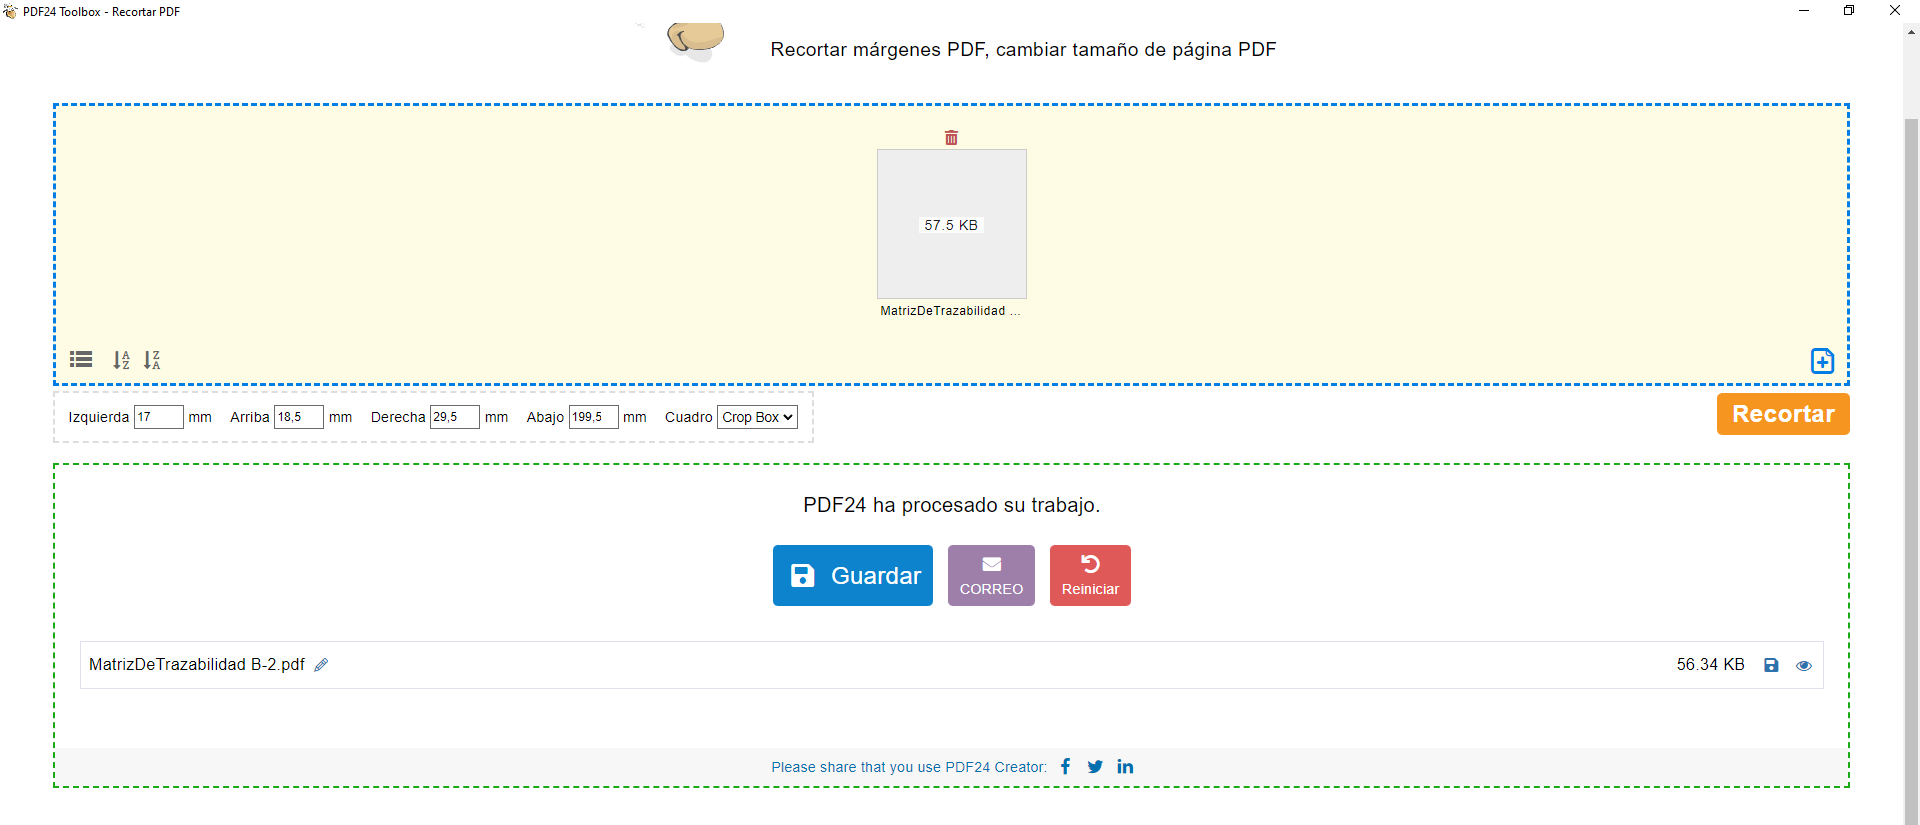 PDF24 Toolbox - Recortar PDF
Recortar márgenes PDF, cambiar tamaño de página PDF
57.5 KB
MatrizDeTrazabilidad ...
Izquierda 17 mm Arriba 18,5 mm Derecha 29,5 mm Abajo 199,5 mm Cuadro Crop Box
Recortar
PDF24 ha procesado su trabajo.
Guardar
CORREO
Reiniciar
MatrizDeTrazabilidad B-2.pdf 56.34 KB
Please share that you use PDF24 Creator: